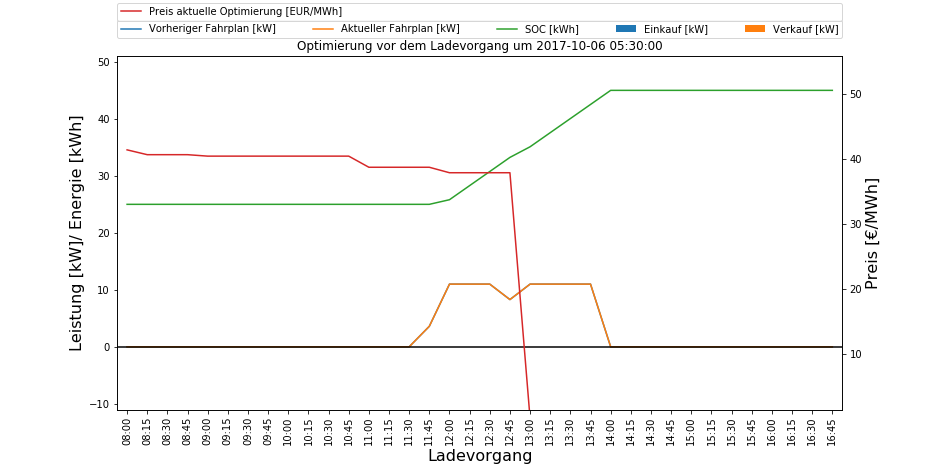 Preis aktuelle Optimierung [EUR/MWh]
Vorheriger Fahrplan [kW] Aktueller Fahrplan [kW] SOC [kWh] Einkauf [kW] Verkauf [kW]
Optimierung vor dem Ladevorgang um 2017-10-06 05:30:00
Leistung [kW]/ Energie [kWh]
50
40
30
20
10
0
−10
Preis [€/MWh]
50
40
30
20
10
08:00 08:15 08:30 08:45 09:00 09:15 09:30 09:45 10:00 10:15 10:30 10:45 11:00 11:15 11:30 11:45 12:00 12:15 12:30 12:45 13:00 13:15 13:30 13:45 14:00 14:15 14:30 14:45 15:00 15:15 15:30 15:45 16:00 16:15 16:30 16:45
Ladevorgang